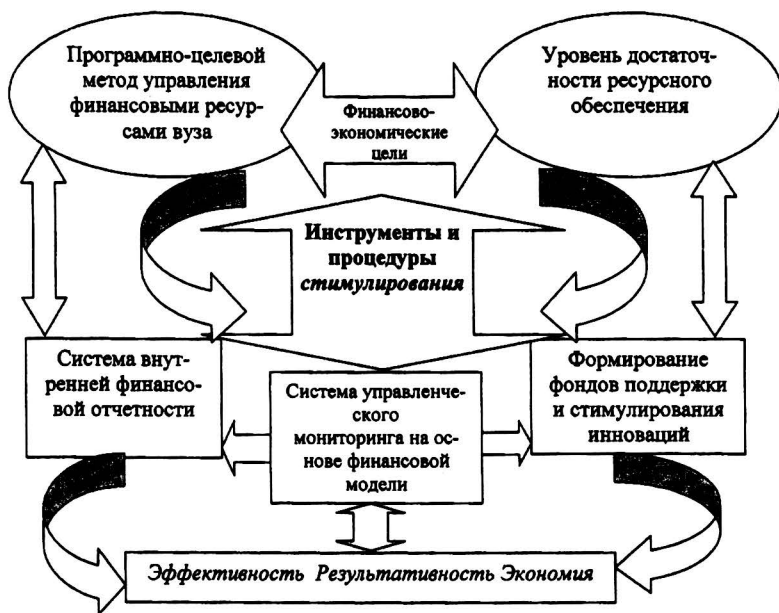 Программно-целевой
метод управления
финансовыми ресур-
сами вуза
Финансово-
экономические
цели
Уровень достаточ-
ности ресурсного
обеспечения
Инструменты и
процедуры
стимулирования
Система внут-
ренней финансо-
вой отчетности
Система управленче-
ского
мониторинга на ос-
нове финансовой
модели
Формирование
фондов поддержки
и стимулирования
инноваций
Эффективность Результативность Экономия